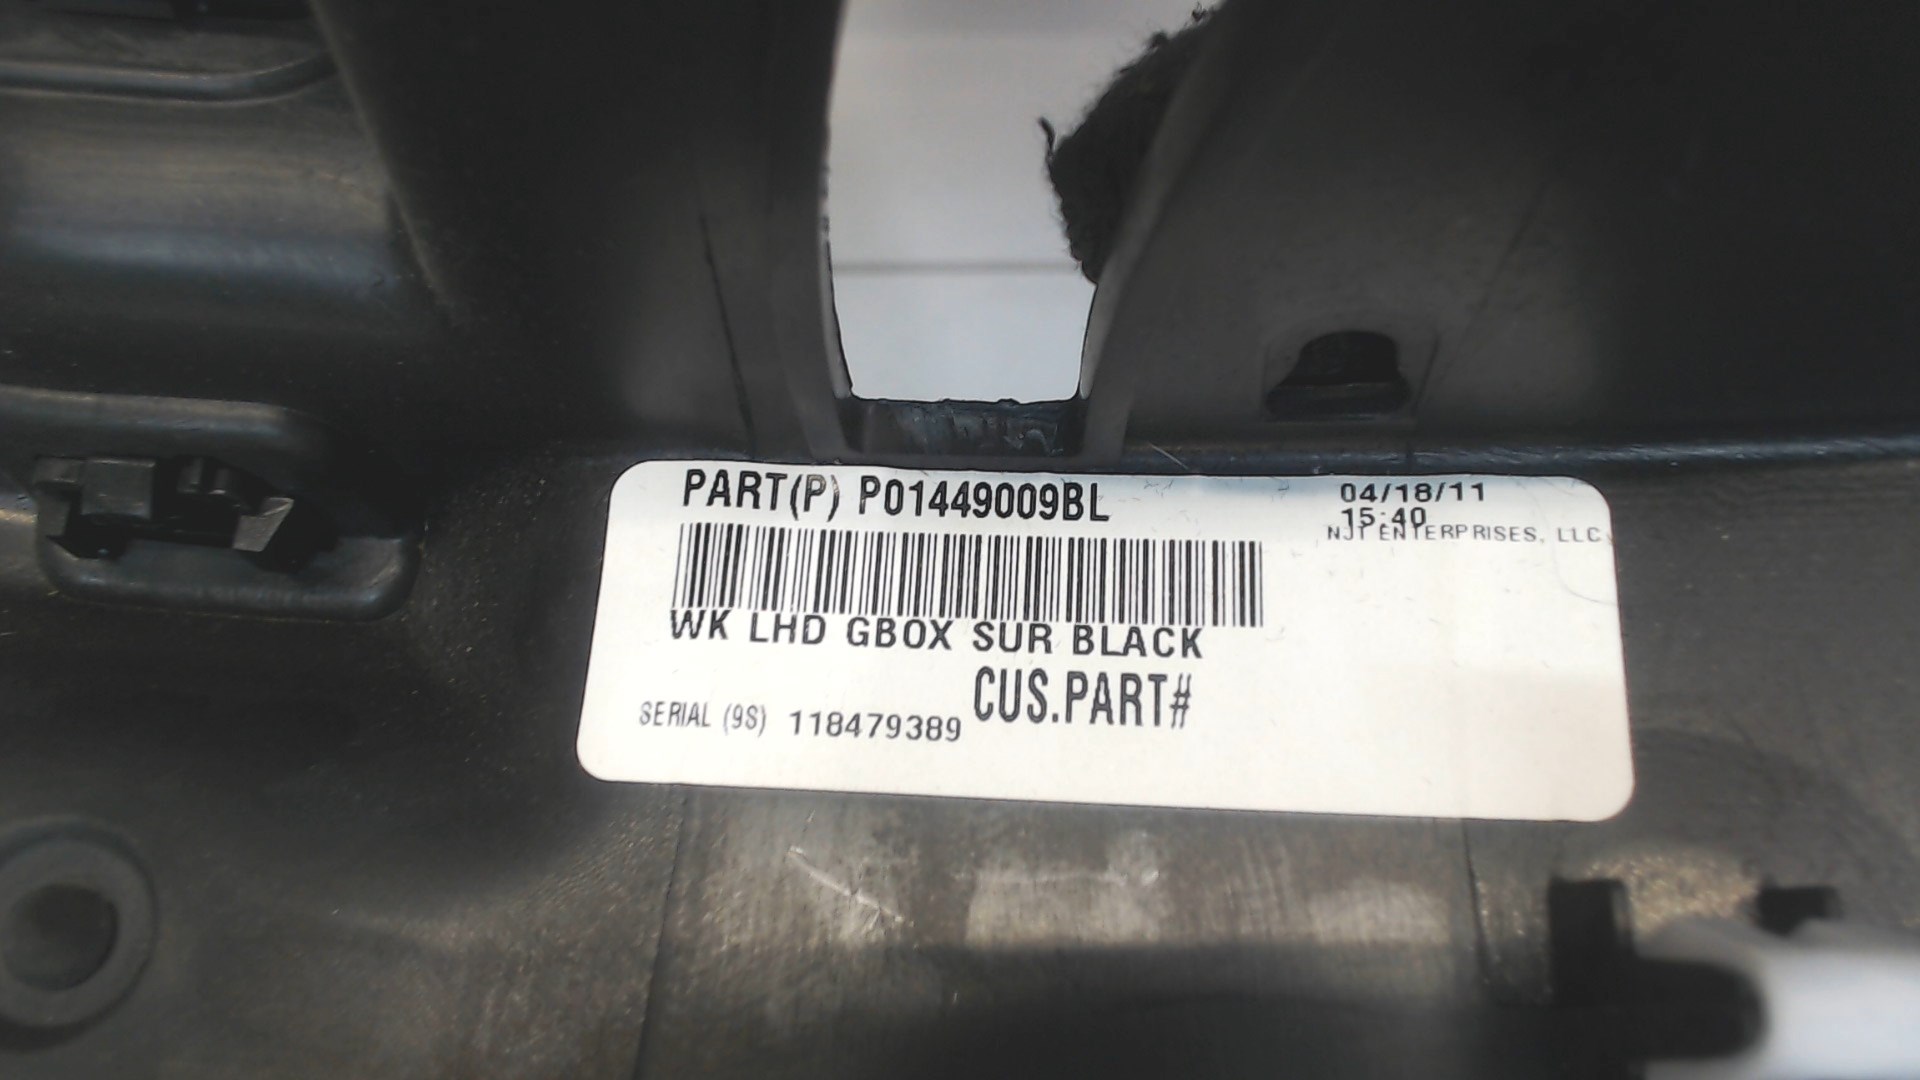 PART(P) P01449009BL
04/18/11
15:40
NJT ENTERPRISES, LLC
WK LHD GBOX SUR BLACK
CUS.PART#
SERIAL (9S) 118479389